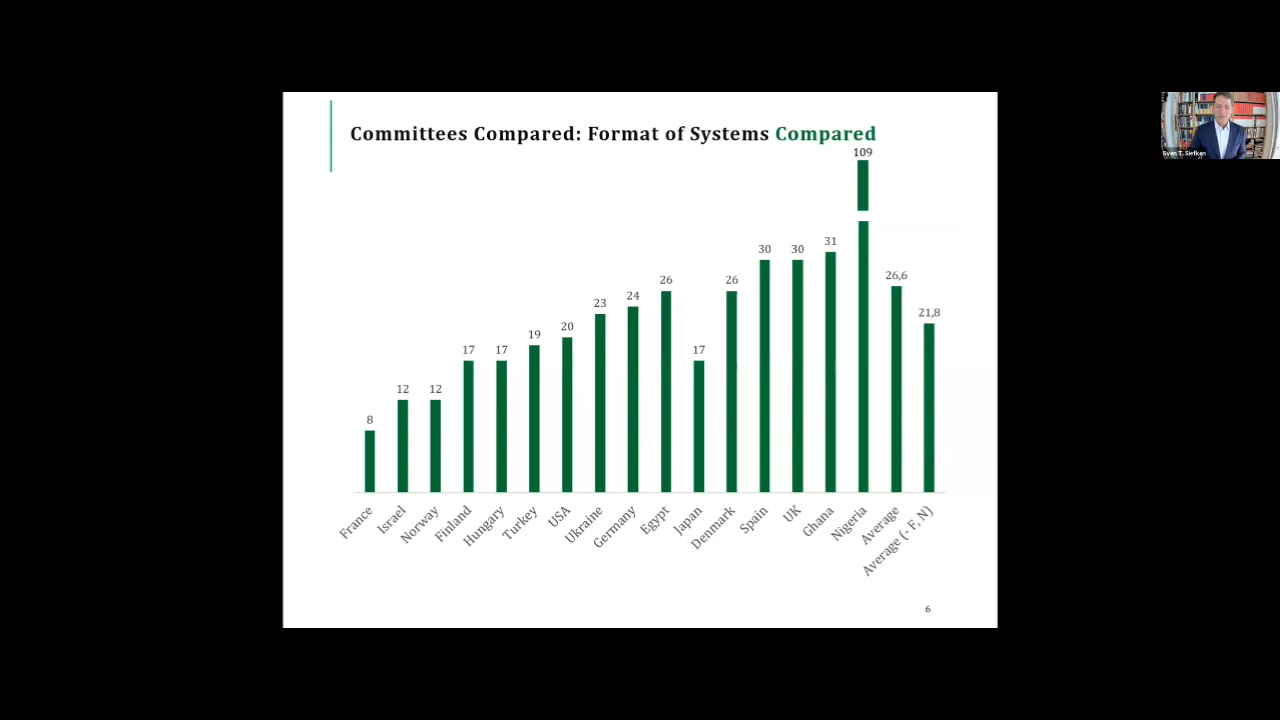 Committees Compared: Format of Systems Compared
109
8
12
12
17
17
19
20
23
24
26
17
26
30
30
31
26,6
21,8
France
Israel
Norway
Finland
Hungary
Turkey
USA
Ukraine
Germany
Egypt
Japan
Denmark
Spain
UK
Ghana
Nigeria
Average
Average (- F, N)
6
Sven T. Siefken